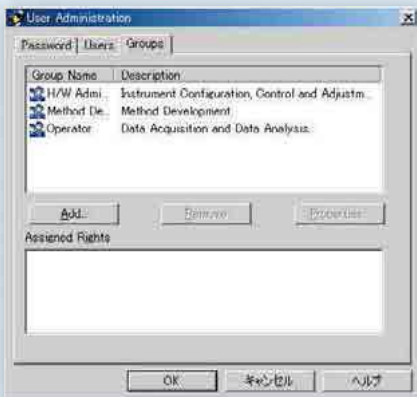 User Administration
Password Users Groups
Group Name Description
H/W Admi... Instrument Configuration, Control and Adjustm...
Method De... Method Development
Operator Data Acquisition and Data Analysis.
Add... Remove Properties
Assigned Rights
OK キャンセル ヘルプ